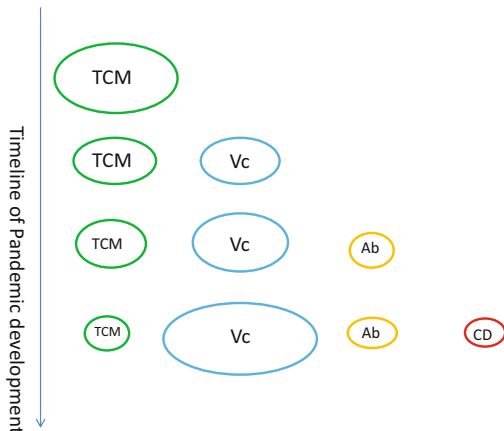 Timeline of Pandemic development
TCM
TCM Vc
TCM Vc Ab
TCM Vc Ab CD